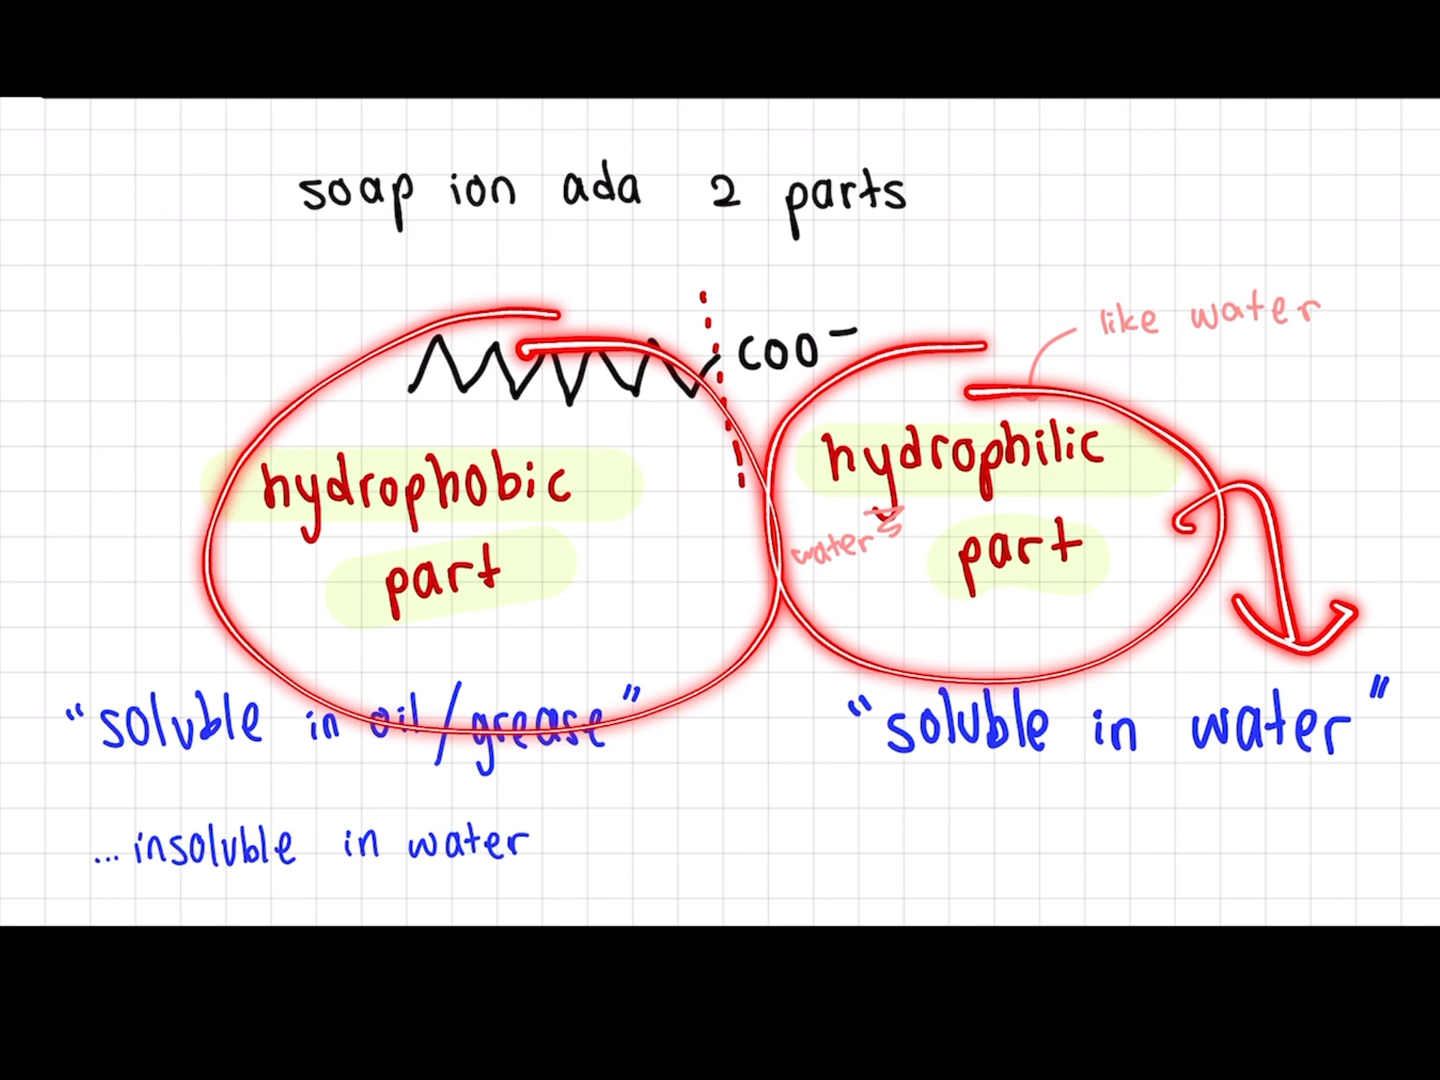 soap ion ada 2 parts
COO⁻
like water
hydrophobic
part
hydrophilic
water
part
"soluble in oil/grease"
"soluble in water"
...insoluble in water